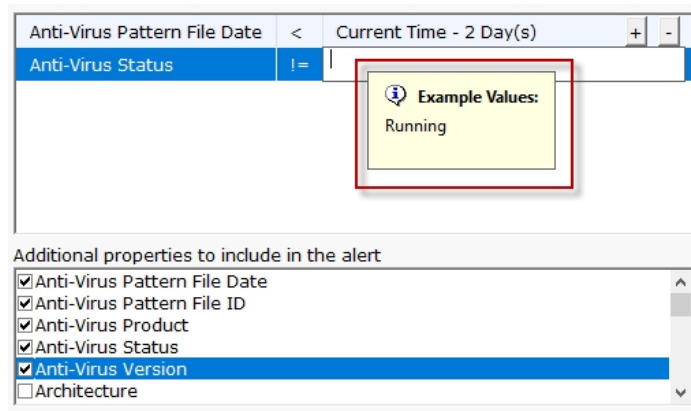 Anti-Virus Pattern File Date < Current Time - 2 Day(s) + -
Anti-Virus Status !=
Example Values:
Running
Additional properties to include in the alert
Anti-Virus Pattern File Date
Anti-Virus Pattern File ID
Anti-Virus Product
Anti-Virus Status
Anti-Virus Version
Architecture